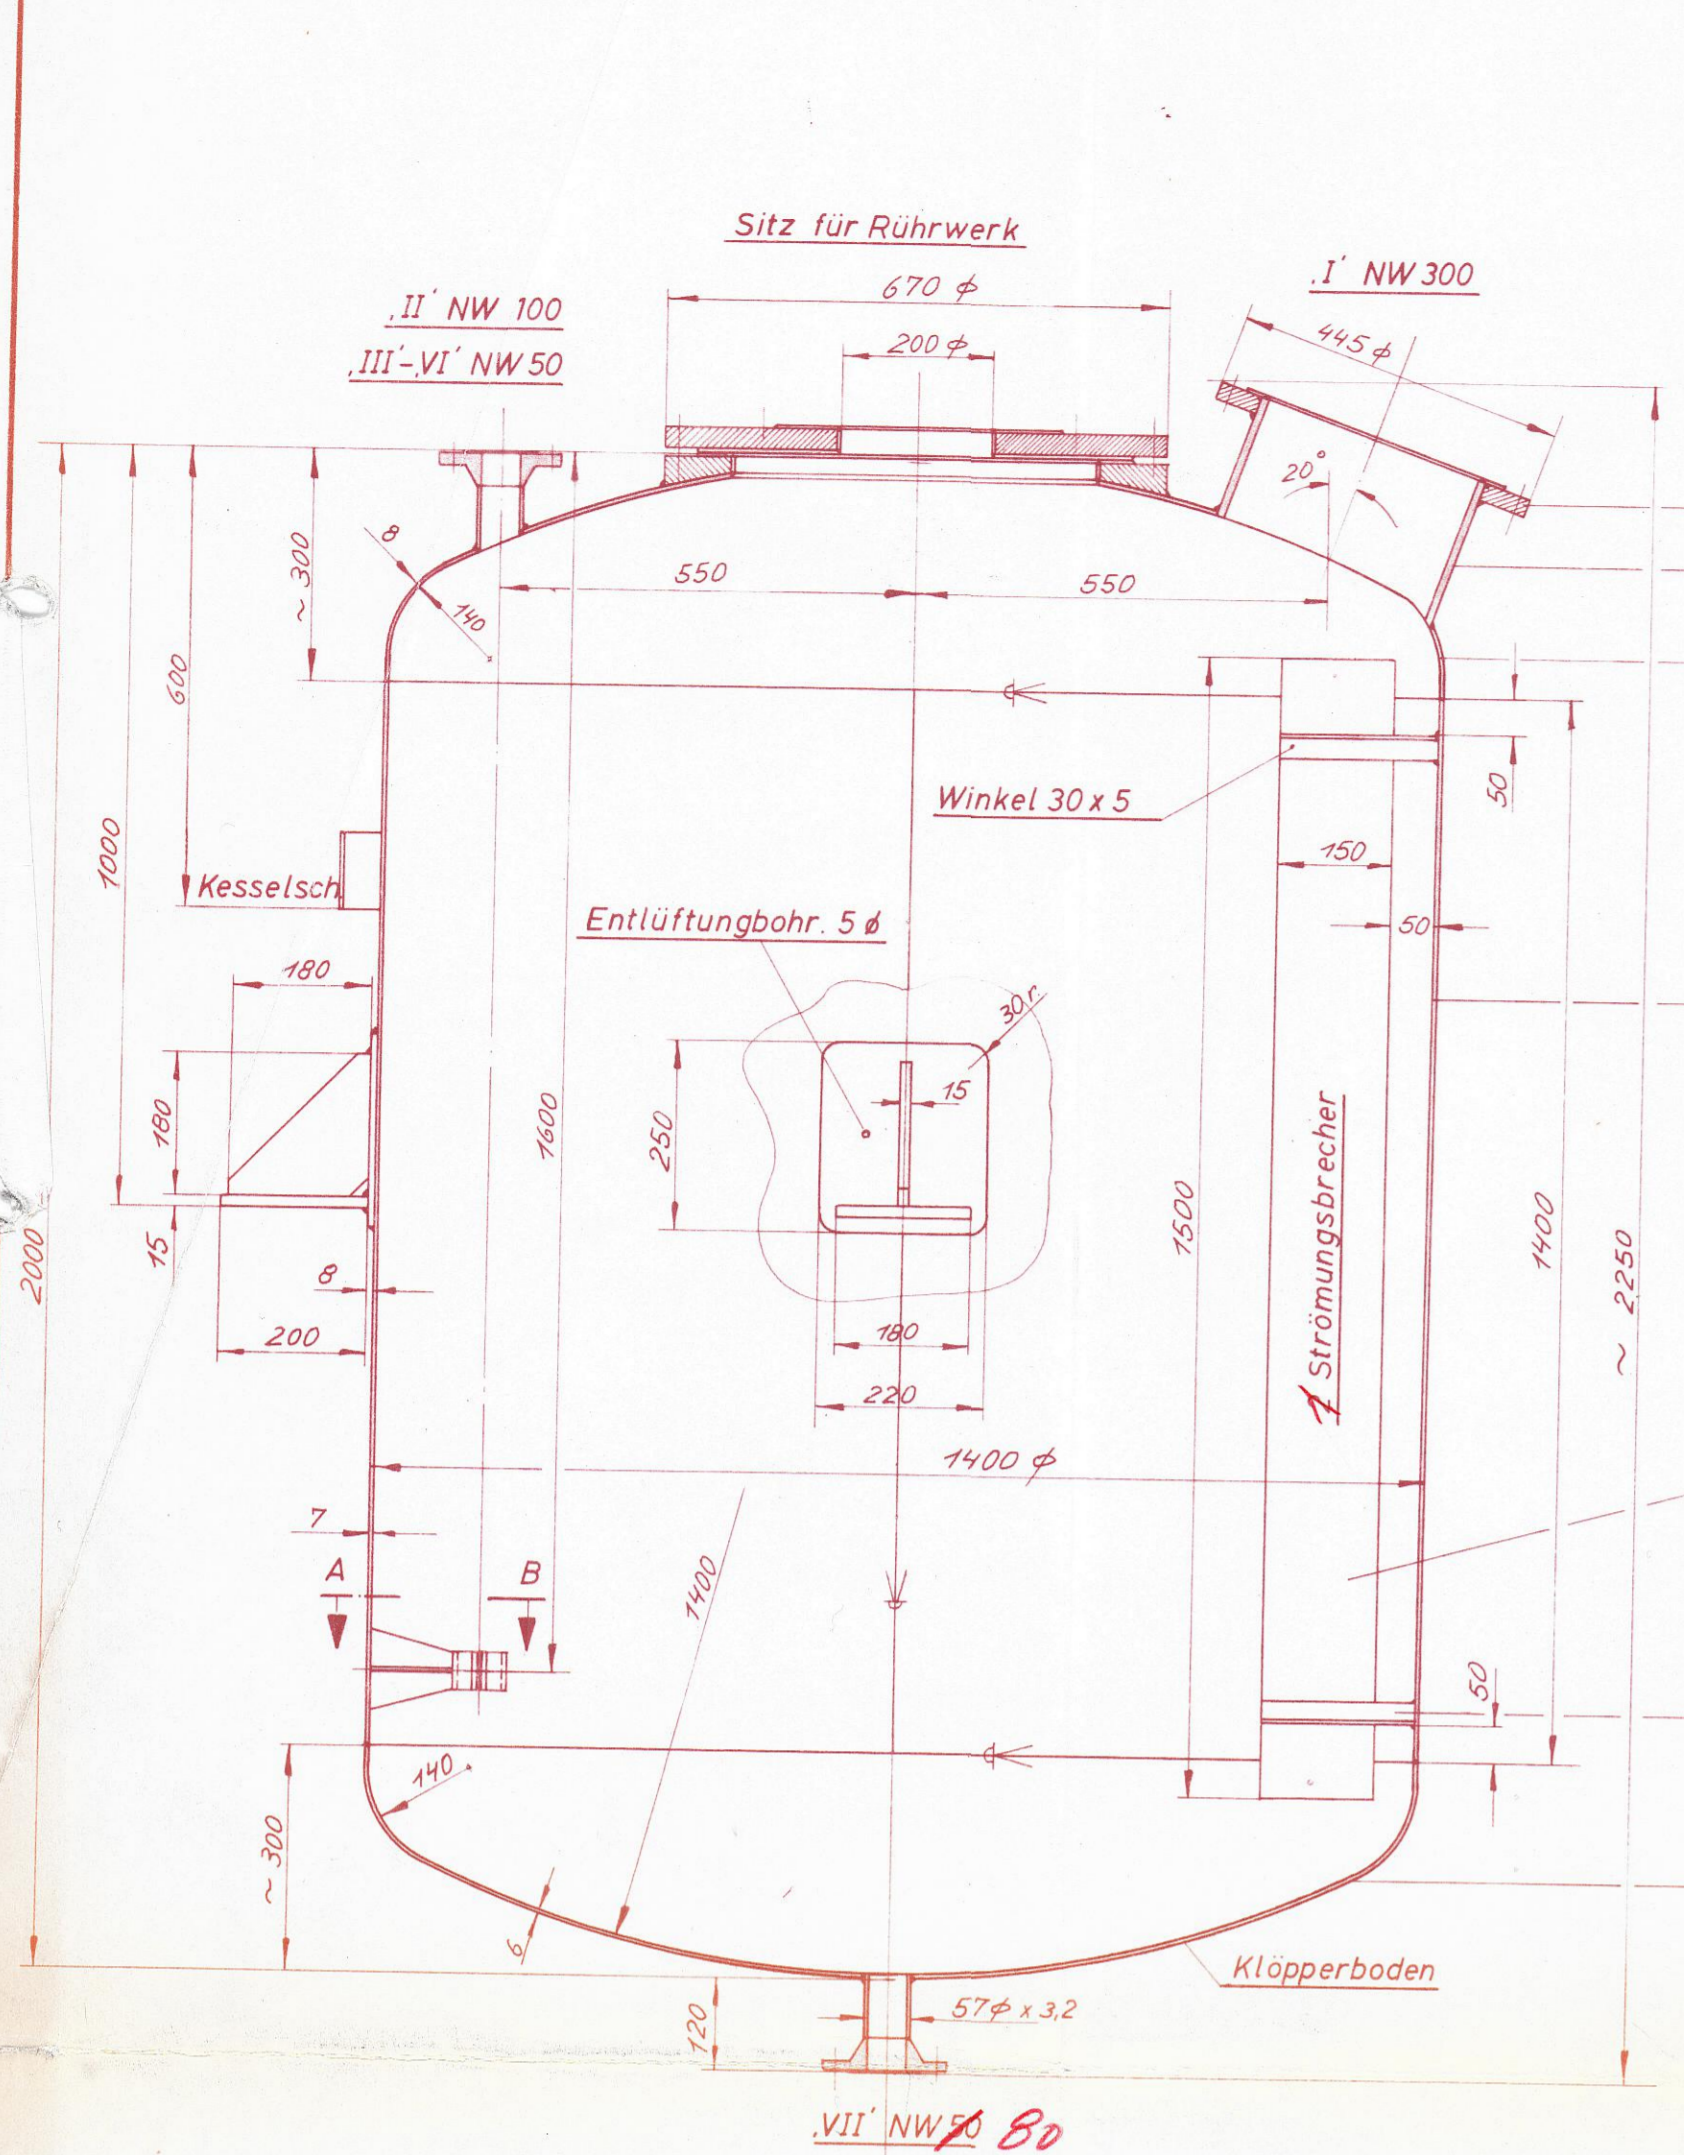 Sitz für Rührwerk
670 ϕ
200 ϕ
‚I‘ NW 300
445 ϕ
‚II‘ NW 100
‚III‘-‚VI‘ NW 50
20°
8
140
~ 300
550
550
600
1000
2000
50
Winkel 30 x 5
150
50
Kesselsch
Entlüftungbohr. 5 ϕ
180
30 r.
15
250
180
15
1600
8
200
180
220
1500
1 Strömungsbrecher
1400
~ 2250
1400 ϕ
7
A
B
1400
50
140
~ 300
6
Klöpperboden
120
57 ϕ x 3,2
‚VII‘ NW 50 80